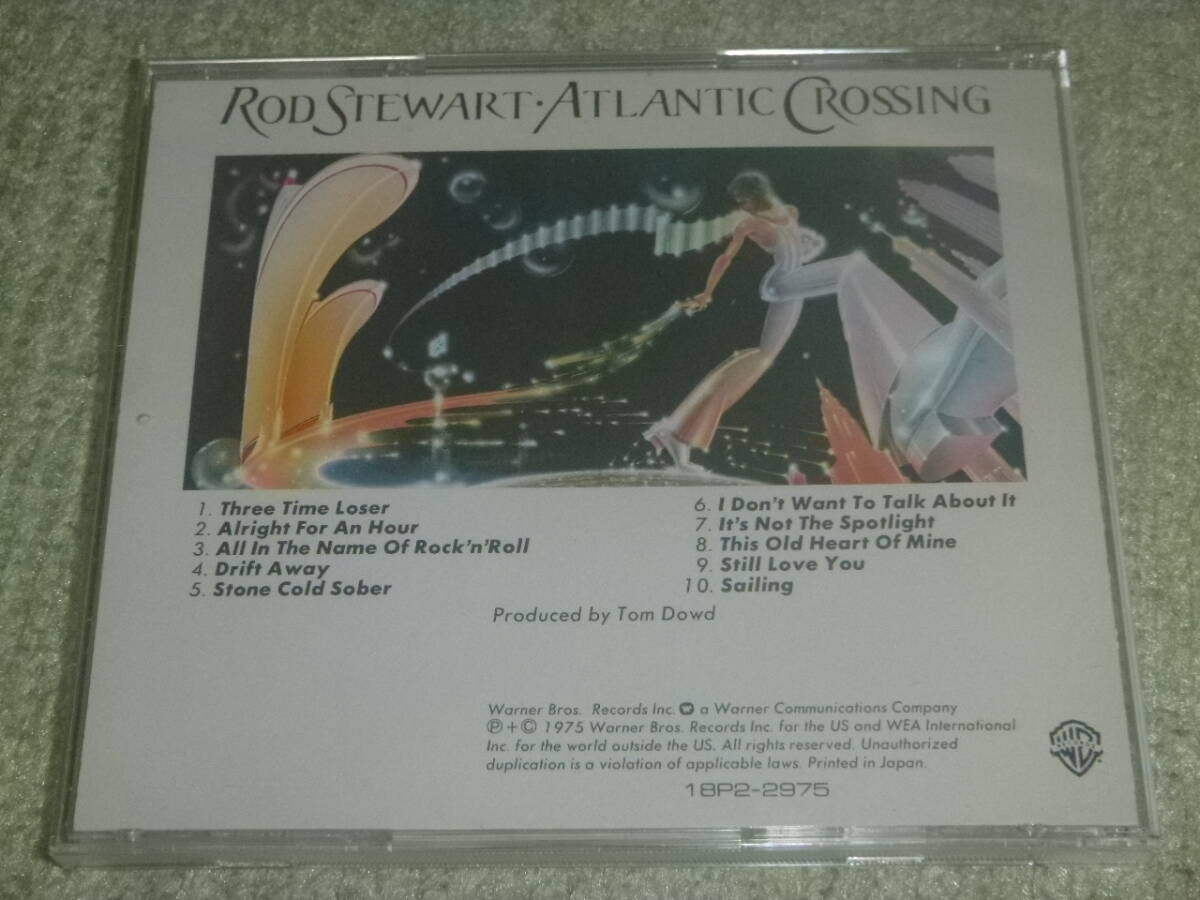 ROD STEWART · ATLANTIC CROSSING
1. Three Time Loser
2. Alright For An Hour
3. All In The Name Of Rock'n'Roll
4. Drift Away
5. Stone Cold Sober
6. I Don't Want To Talk About It
7. It's Not The Spotlight
8. This Old Heart Of Mine
9. Still Love You
10. Sailing
Produced by Tom Dowd
Warner Bros. Records Inc. a Warner Communications Company
℗+© 1975 Warner Bros. Records Inc. for the US and WEA International
Inc. for the world outside the US. All rights reserved. Unauthorized
duplication is a violation of applicable laws. Printed in Japan.
18P2-2975